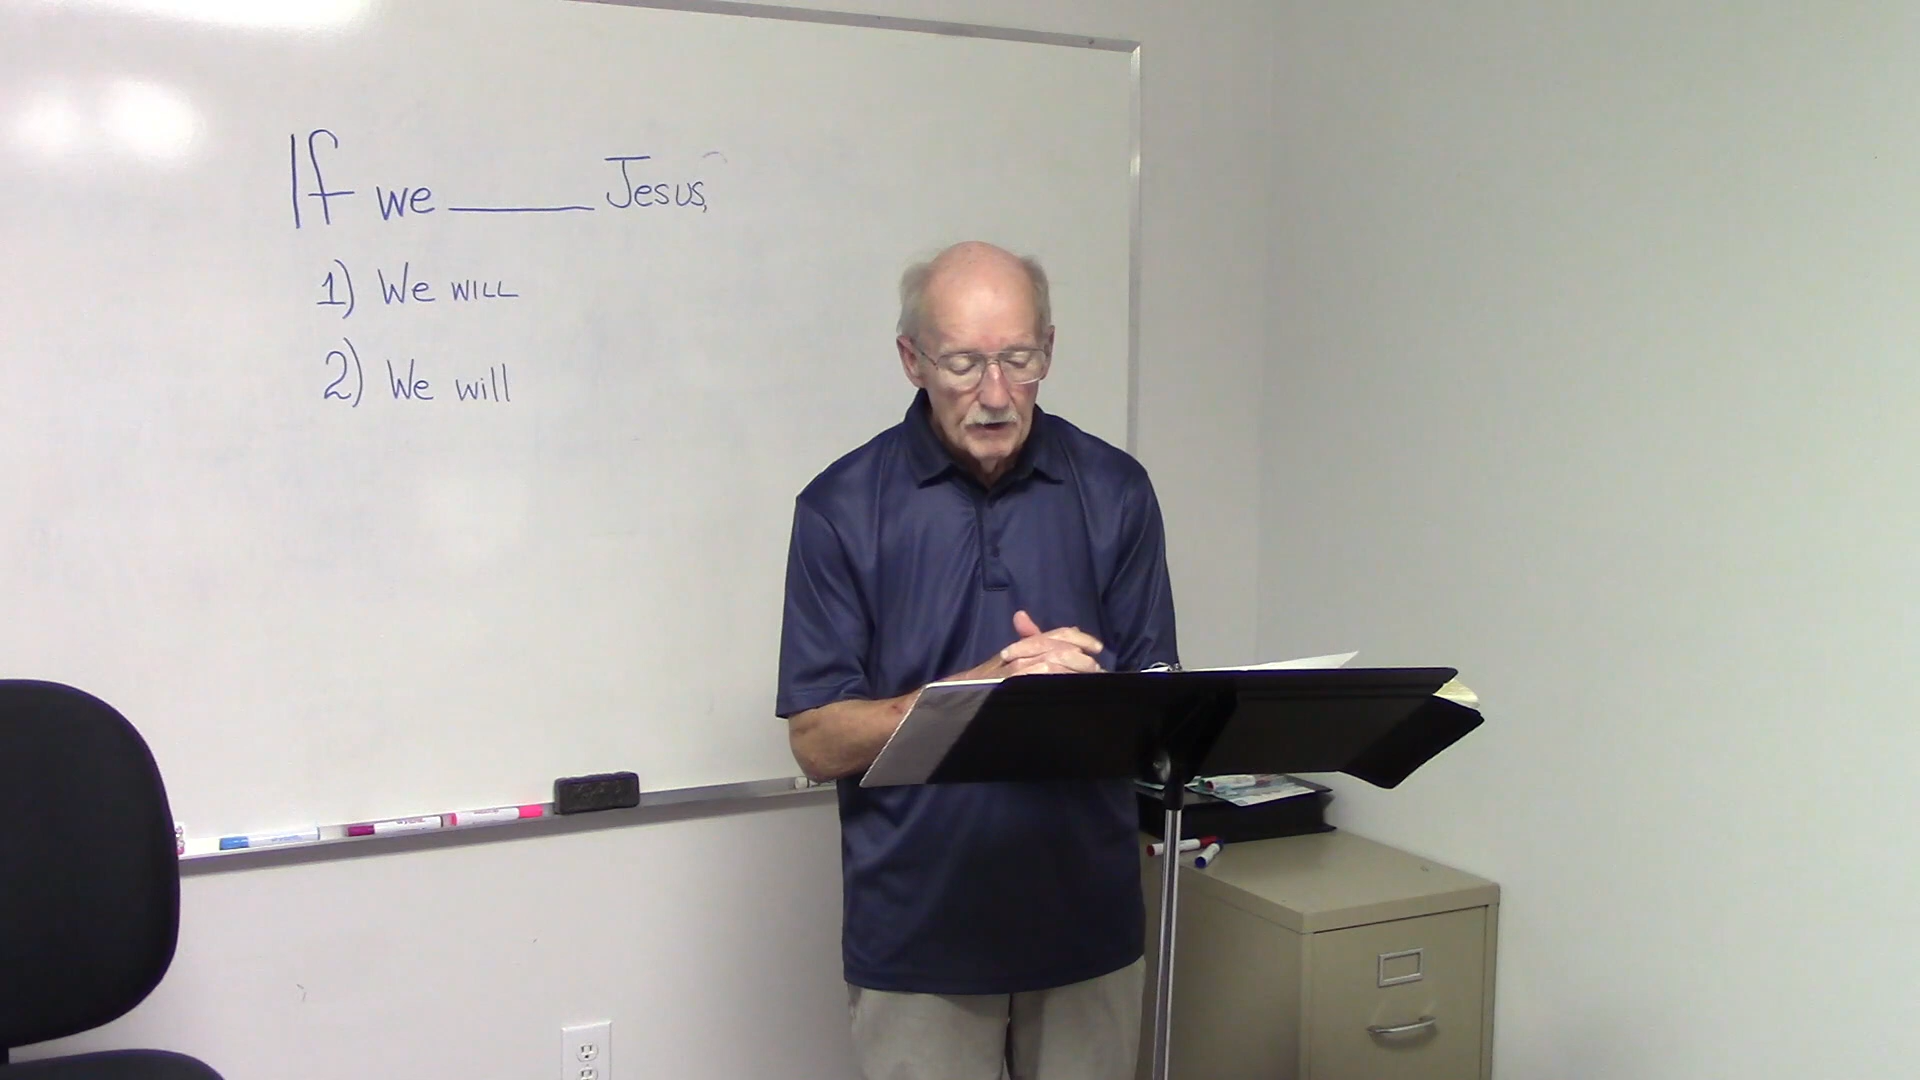 If we ______ Jesus,
1) We will
2) We will